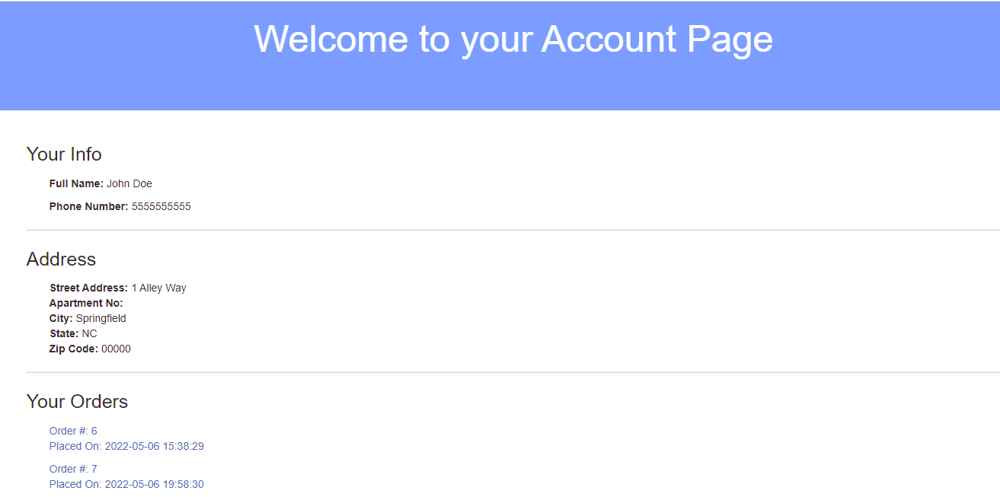 Welcome to your Account Page
Your Info
Full Name: John Doe
Phone Number: 5555555555
Address
Street Address: 1 Alley Way
Apartment No:
City: Springfield
State: NC
Zip Code: 00000
Your Orders
Order #: 6
Placed On: 2022-05-06 15:38:29
Order #: 7
Placed On: 2022-05-06 19:58:30